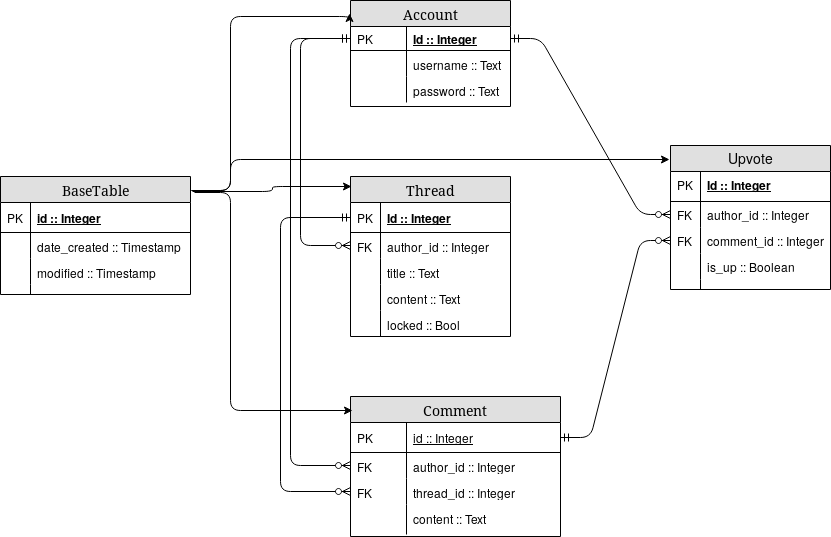 Account
PK Id :: Integer
username :: Text
password :: Text
BaseTable
PK id :: Integer
date_created :: Timestamp
modified :: Timestamp
Thread
PK Id :: Integer
FK author_id :: Integer
title :: Text
content :: Text
locked :: Bool
Upvote
PK Id :: Integer
FK author_id :: Integer
FK comment_id :: Integer
is_up :: Boolean
Comment
PK id :: Integer
FK author_id :: Integer
FK thread_id :: Integer
content :: Text